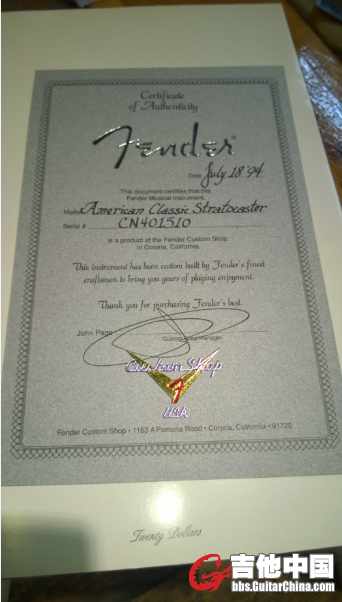 Certificate
of Authenticity
Fender®
Date July 18 '94
This document certifies that this
Fender Musical Instrument,
Model American Classic Stratocaster
Serial # CN401510
is a product of the Fender Custom Shop
in Corona, California.
This instrument has been custom built by Fender's finest
craftsmen to bring you years of playing enjoyment.
Thank you for purchasing Fender's best.
John Page
Custom Shop Manager
Custom Shop
USA
Fender Custom Shop • 1163 A Pomona Road • Corona, California • 91720
Twenty Dollars
吉他中国
bbs.GuitarChina.com